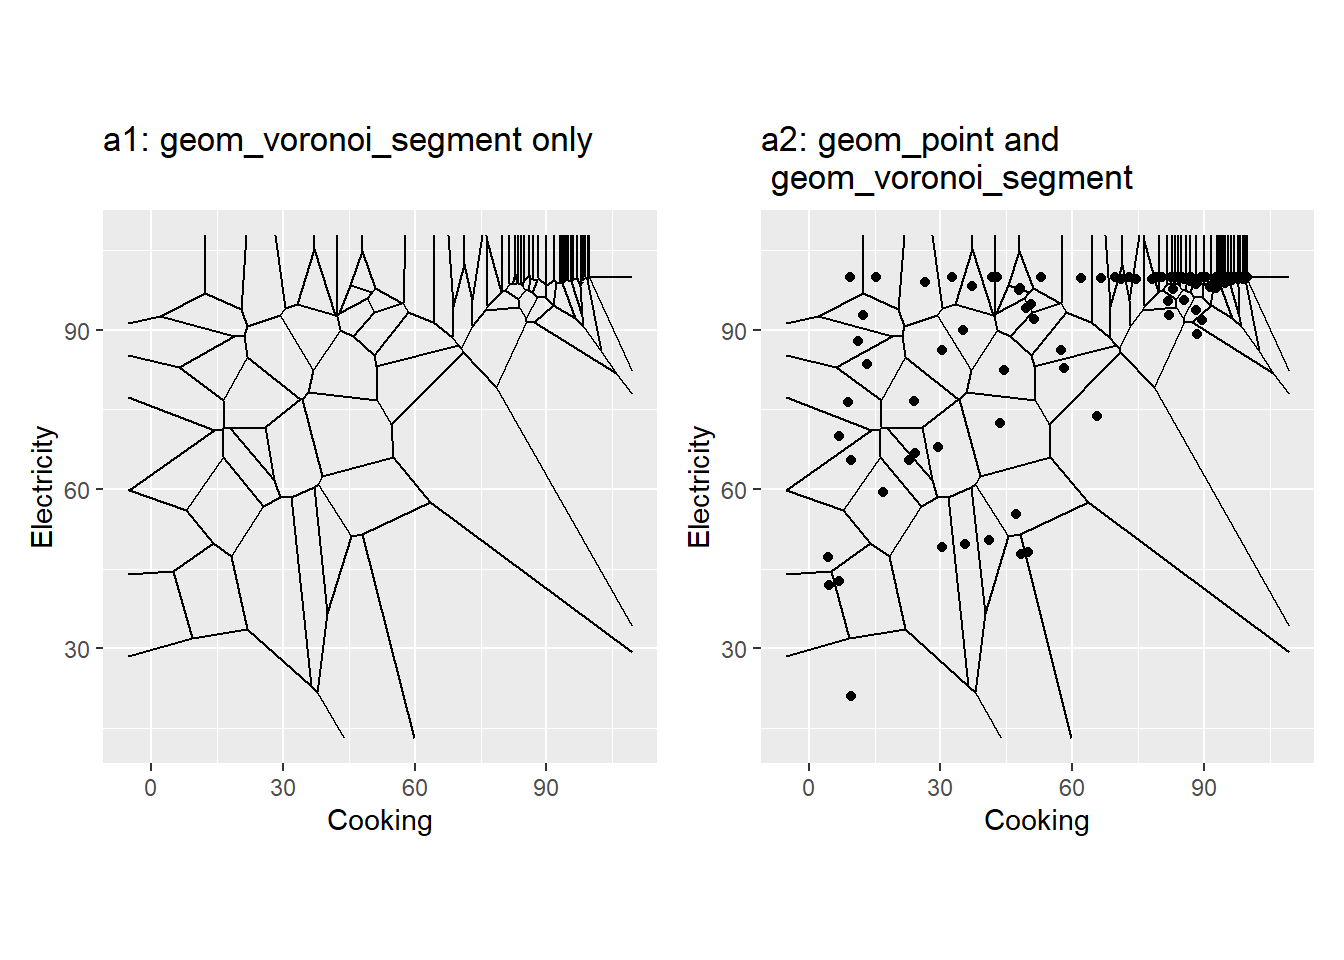 a1: geom_voronoi_segment only
Electricity
90
60
30
0 30 60 90
Cooking
a2: geom_point and
geom_voronoi_segment
Electricity
90
60
30
0 30 60 90
Cooking